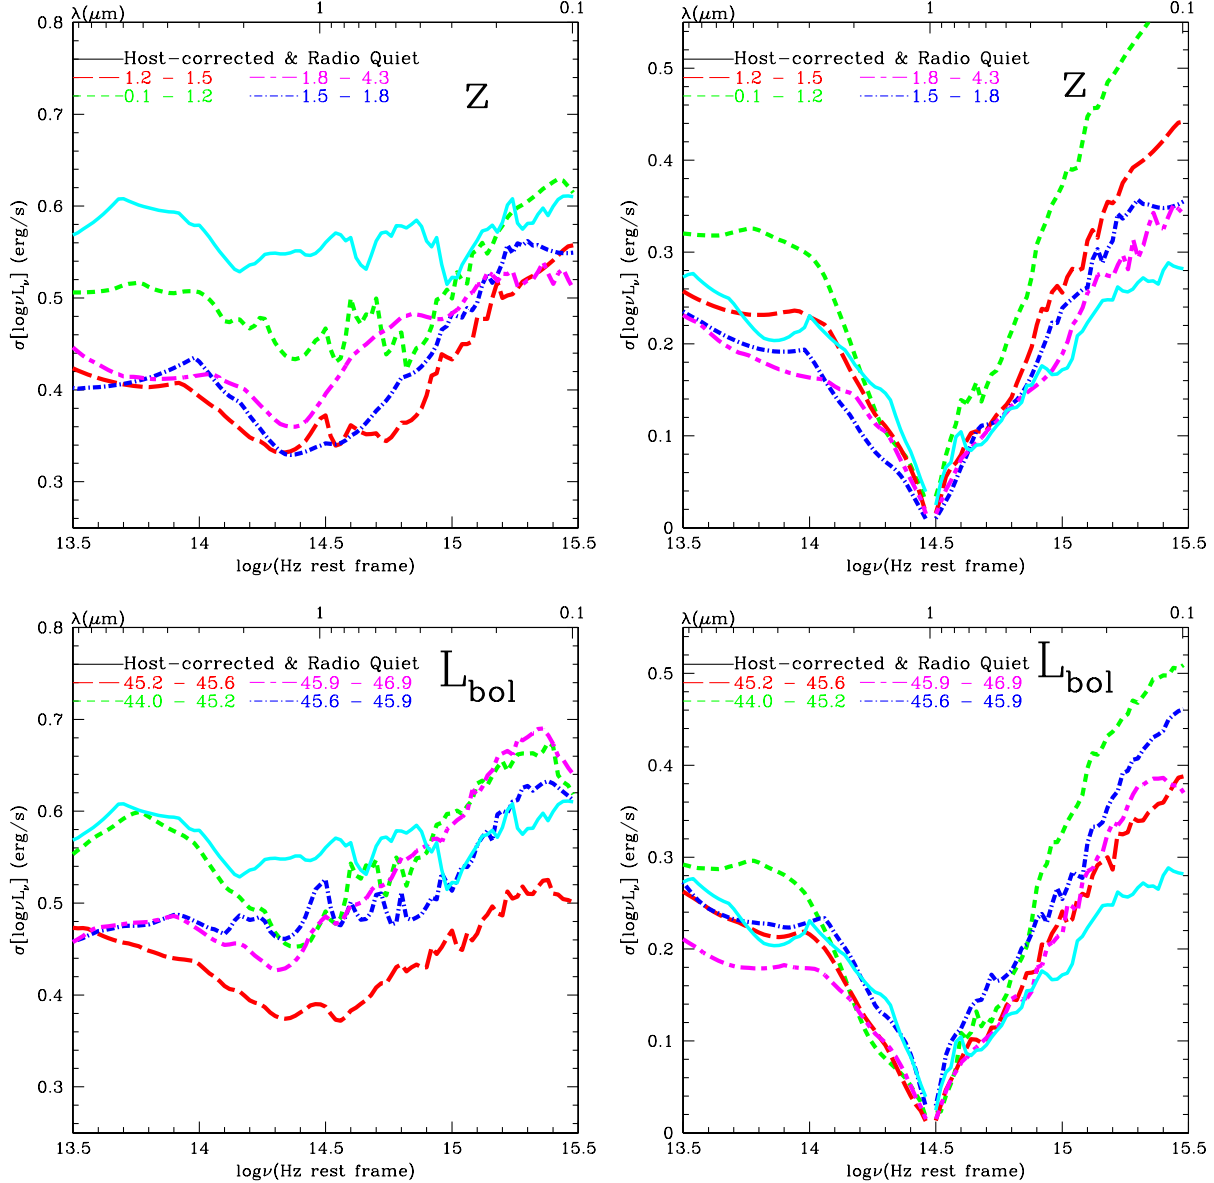 λ(μm) 1 0.1
0.8
0.7
0.6
0.5
0.4
0.3
σ[logνLν] (erg/s)
Host-corrected & Radio Quiet
1.2 - 1.5 1.8 - 4.3
0.1 - 1.2 1.5 - 1.8
Z
13.5 14 14.5 15 15.5
logν(Hz rest frame)
λ(μm) 1 0.1
0.5
0.4
0.3
0.2
0.1
0
σ[logνLν] (erg/s)
Host-corrected & Radio Quiet
1.2 - 1.5 1.8 - 4.3
0.1 - 1.2 1.5 - 1.8
Z
13.5 14 14.5 15 15.5
logν(Hz rest frame)
λ(μm) 1 0.1
0.8
0.7
0.6
0.5
0.4
0.3
σ[logνLν] (erg/s)
Host-corrected & Radio Quiet
45.2 - 45.6 45.9 - 46.9
44.0 - 45.2 45.6 - 45.9
Lbol
13.5 14 14.5 15 15.5
logν(Hz rest frame)
λ(μm) 1 0.1
0.5
0.4
0.3
0.2
0.1
0
σ[logνLν] (erg/s)
Host-corrected & Radio Quiet
45.2 - 45.6 45.9 - 46.9
44.0 - 45.2 45.6 - 45.9
Lbol
13.5 14 14.5 15 15.5
logν(Hz rest frame)